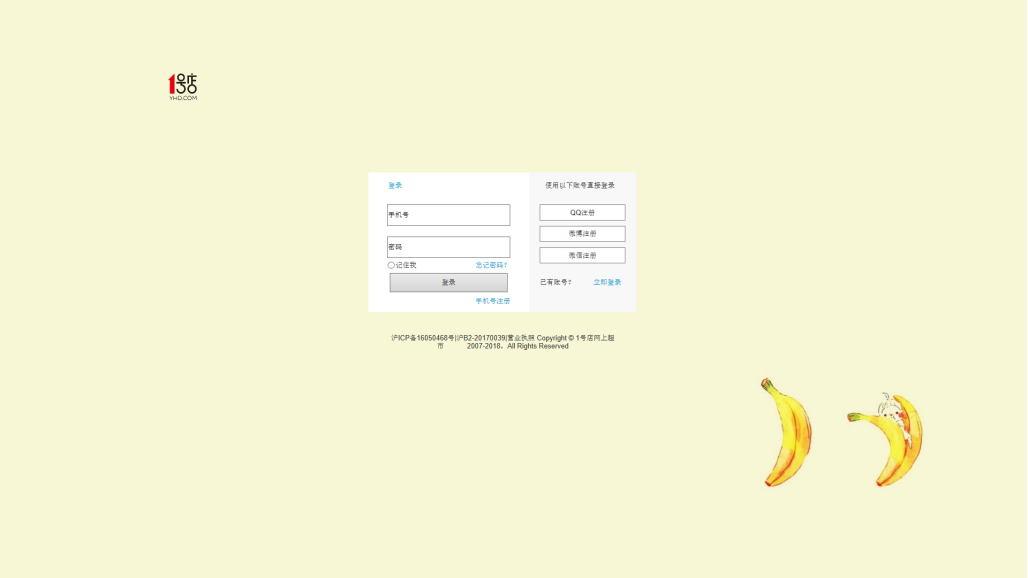 1号店
YHD.COM
登录
手机号
密码
记住我
忘记密码?
登录
手机号注册
使用以下账号直接登录
QQ注册
微博注册
微信注册
已有账号?
立即登录
沪ICP备16050468号|沪B2-20170039|营业执照 Copyright © 1号店网上超
市 2007-2018，All Rights Reserved